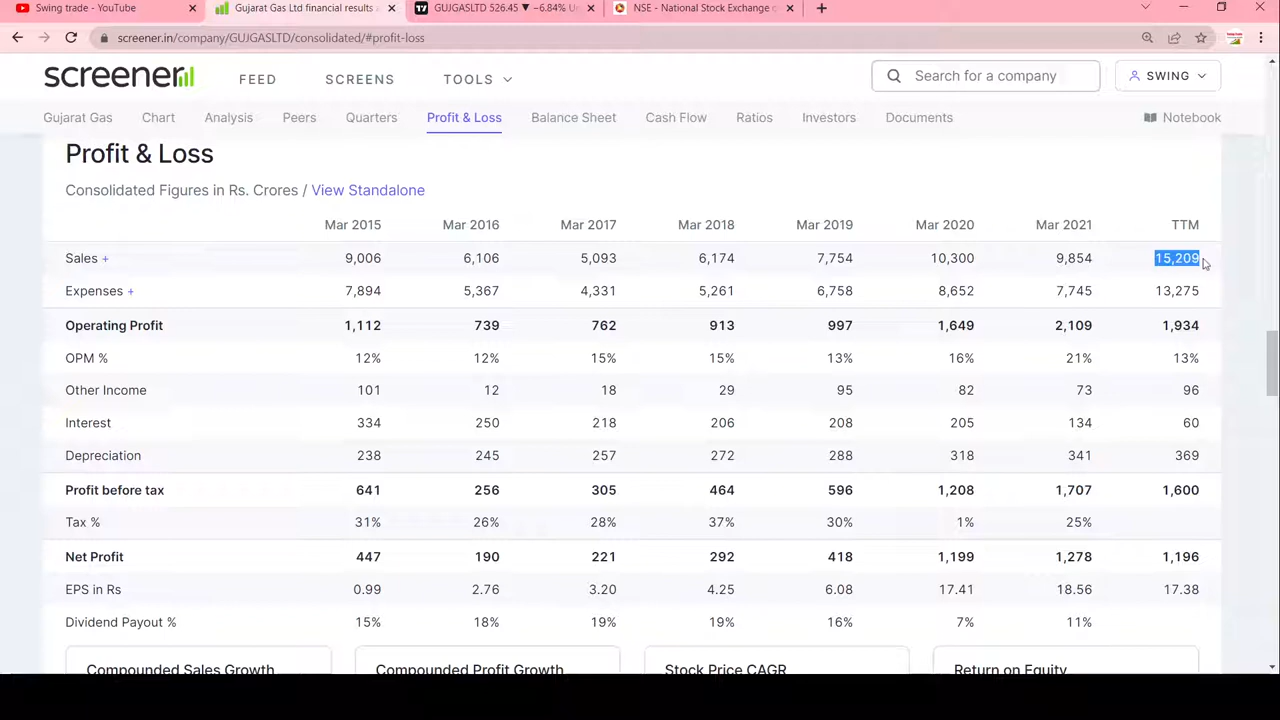 Swing trade - YouTube Gujarat Gas Ltd financial results GUJGASLTD 526.45 ▼ −6.84% NSE - National Stock Exchange
screener.in/company/GUJGASLTD/consolidated/#profit-loss
screener FEED SCREENS TOOLS Search for a company SWING
Gujarat Gas Chart Analysis Peers Quarters Profit & Loss Balance Sheet Cash Flow Ratios Investors Documents Notebook
Profit & Loss
Consolidated Figures in Rs. Crores / View Standalone
Mar 2015 Mar 2016 Mar 2017 Mar 2018 Mar 2019 Mar 2020 Mar 2021 TTM
Sales + 9,006 6,106 5,093 6,174 7,754 10,300 9,854 15,209
Expenses + 7,894 5,367 4,331 5,261 6,758 8,652 7,745 13,275
Operating Profit 1,112 739 762 913 997 1,649 2,109 1,934
OPM % 12% 12% 15% 15% 13% 16% 21% 13%
Other Income 101 12 18 29 95 82 73 96
Interest 334 250 218 206 208 205 134 60
Depreciation 238 245 257 272 288 318 341 369
Profit before tax 641 256 305 464 596 1,208 1,707 1,600
Tax % 31% 26% 28% 37% 30% 1% 25%
Net Profit 447 190 221 292 418 1,199 1,278 1,196
EPS in Rs 0.99 2.76 3.20 4.25 6.08 17.41 18.56 17.38
Dividend Payout % 15% 18% 19% 19% 16% 7% 11%
Compounded Sales Growth Compounded Profit Growth Stock Price CAGR Return on Equity